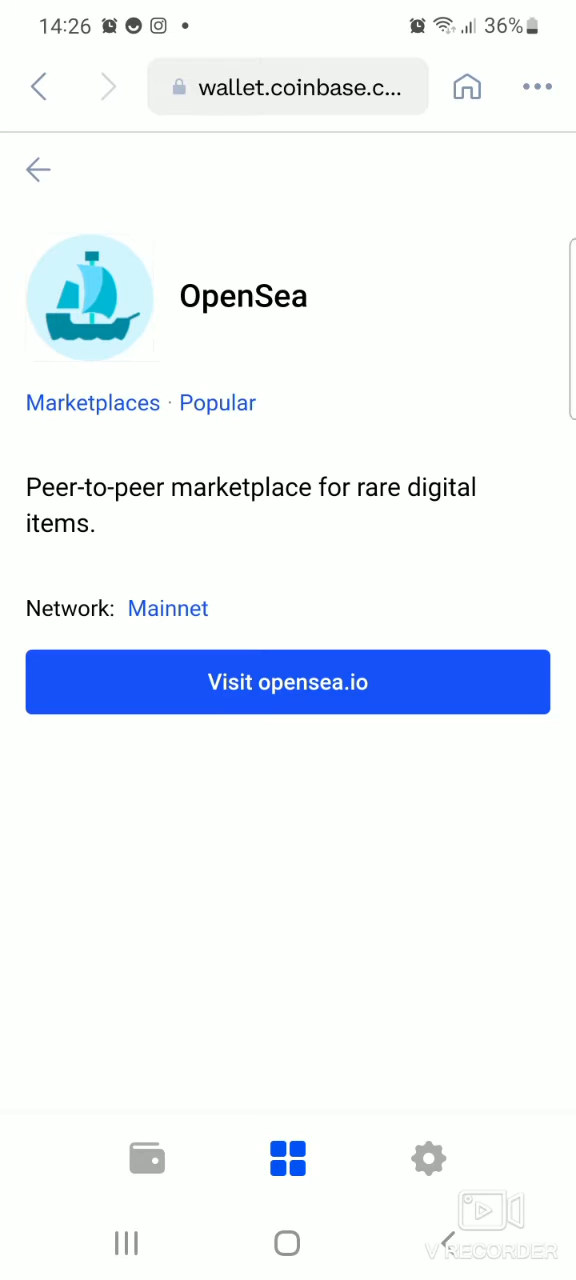 14:26
36%
wallet.coinbase.c...
OpenSea
Marketplaces · Popular
Peer-to-peer marketplace for rare digital
items.
Network: Mainnet
Visit opensea.io
V RECORDER